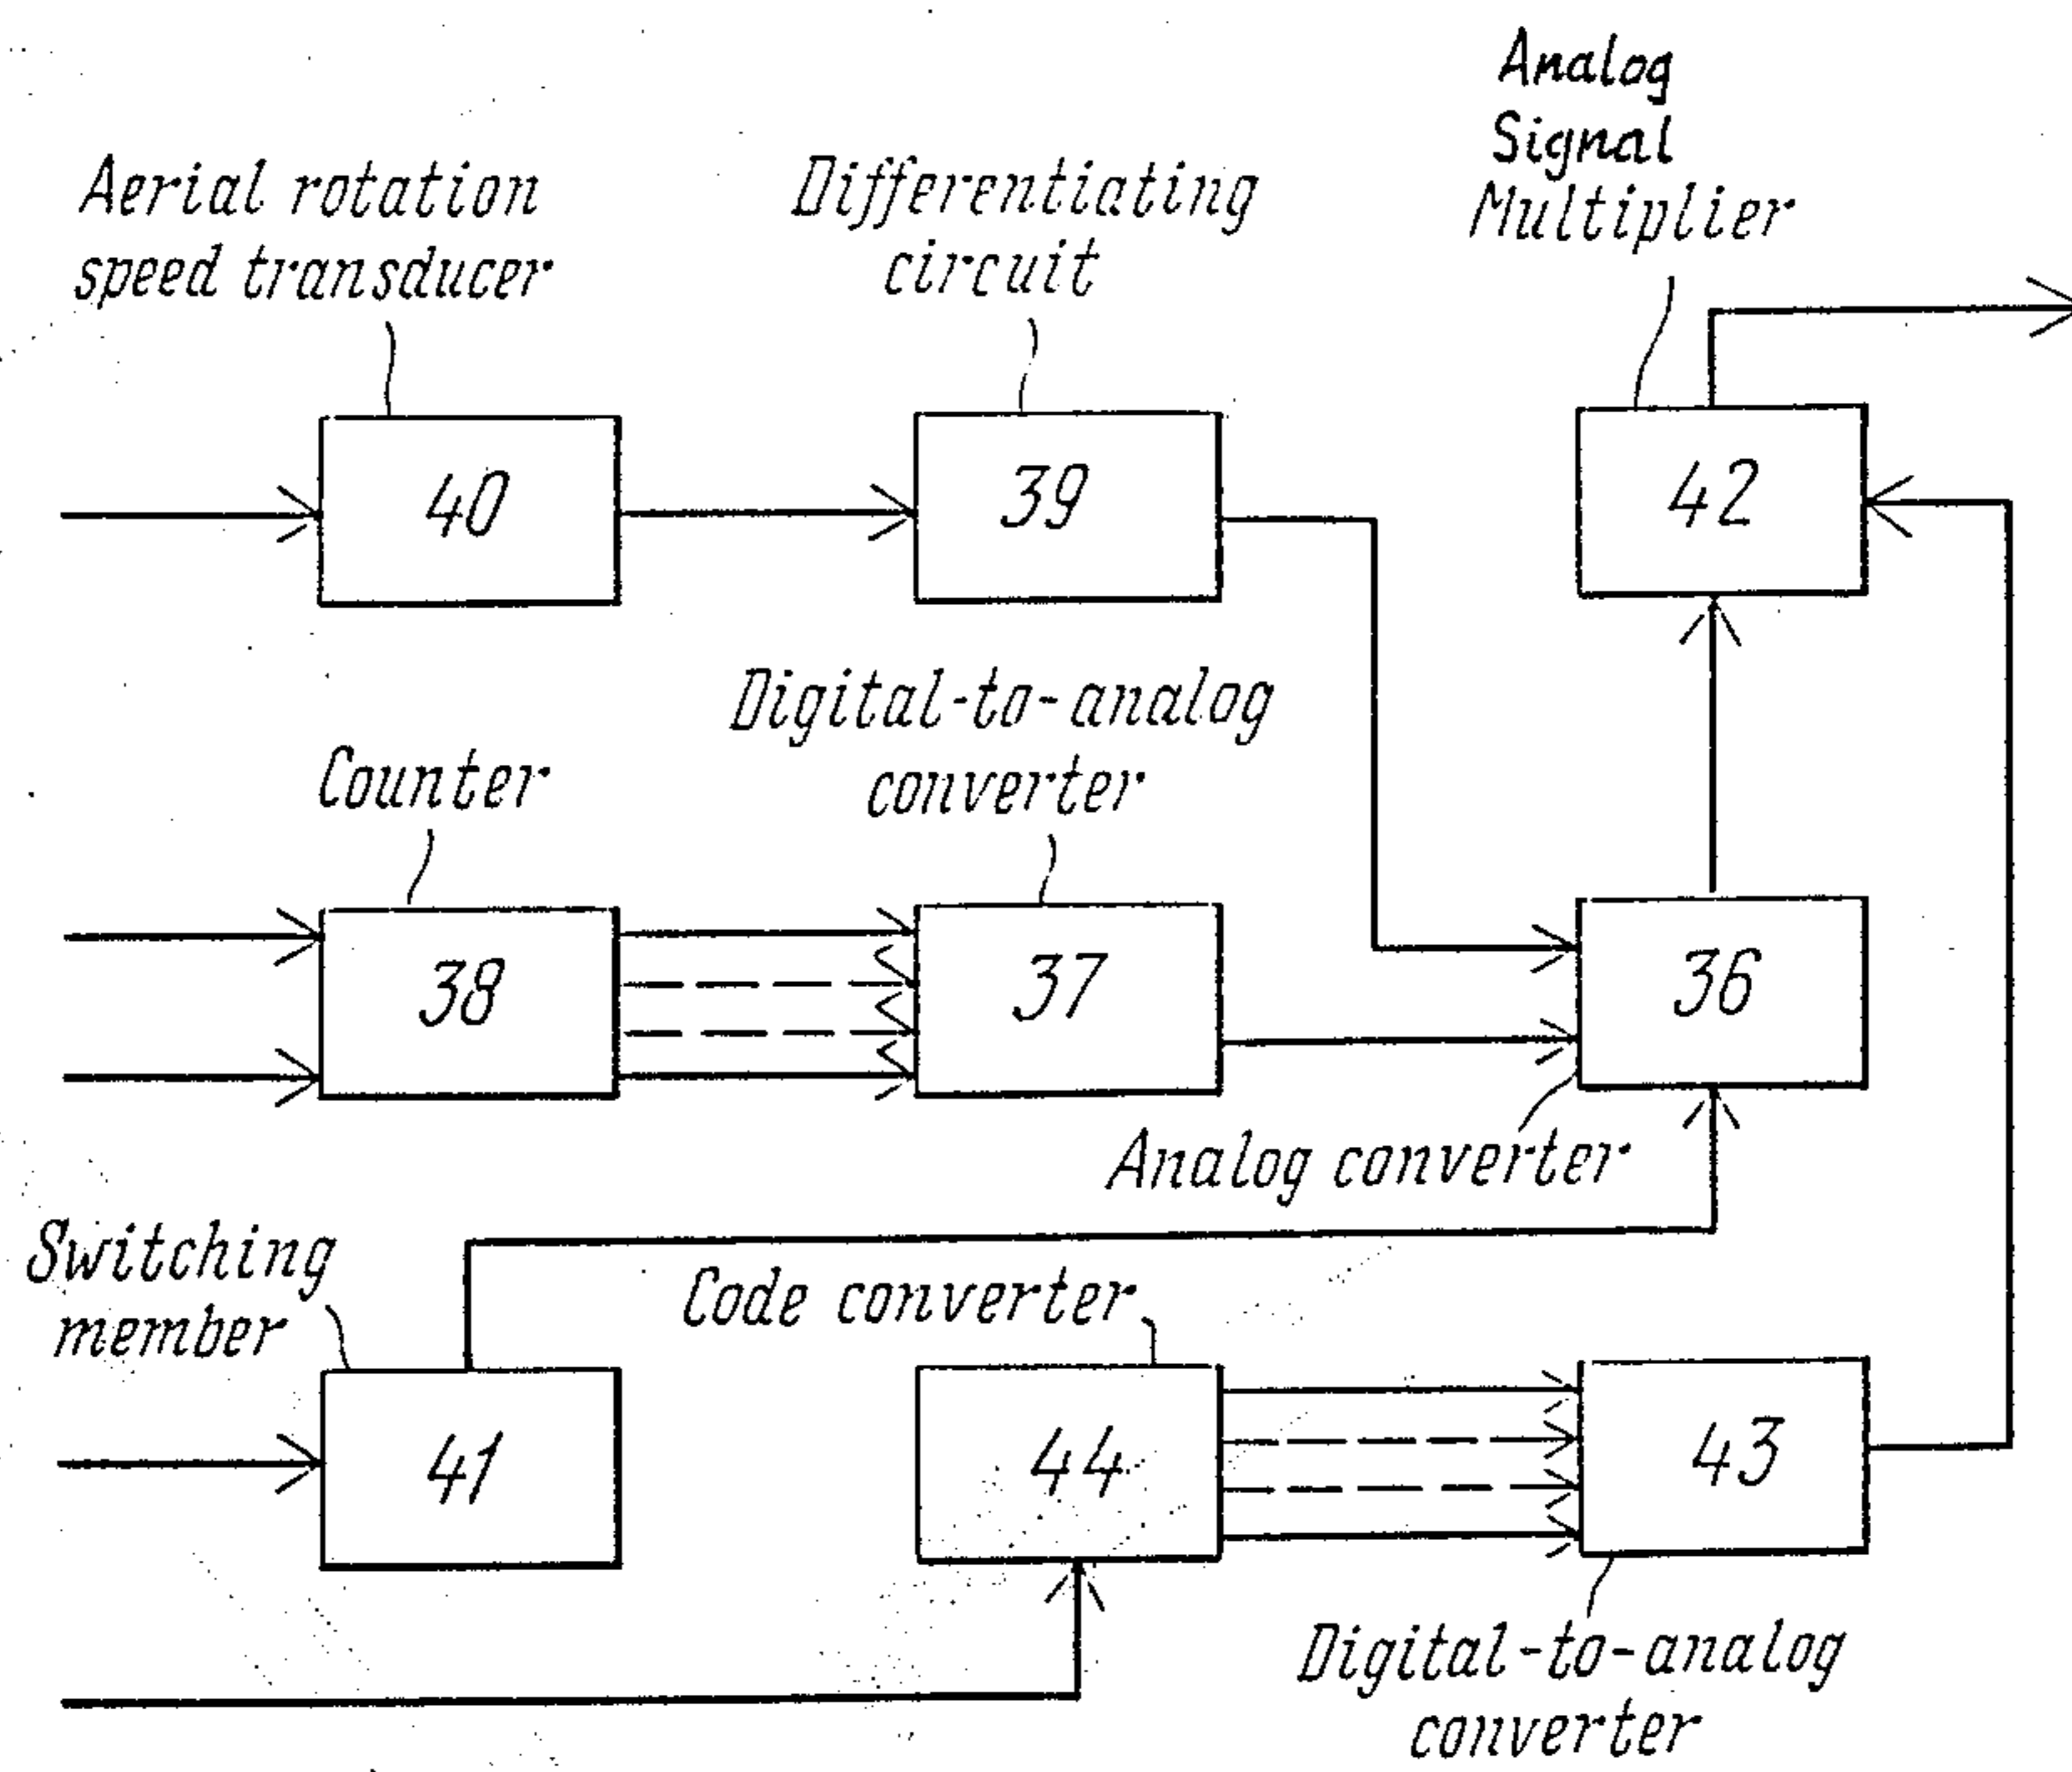 Analog
Signal
Multiplier
Aerial rotation
speed transducer
Differentiating
circuit
40
39
42
Digital-to-analog
converter
Counter
38
37
36
Analog converter
Switching
member
Code converter
41
44
43
Digital-to-analog
converter